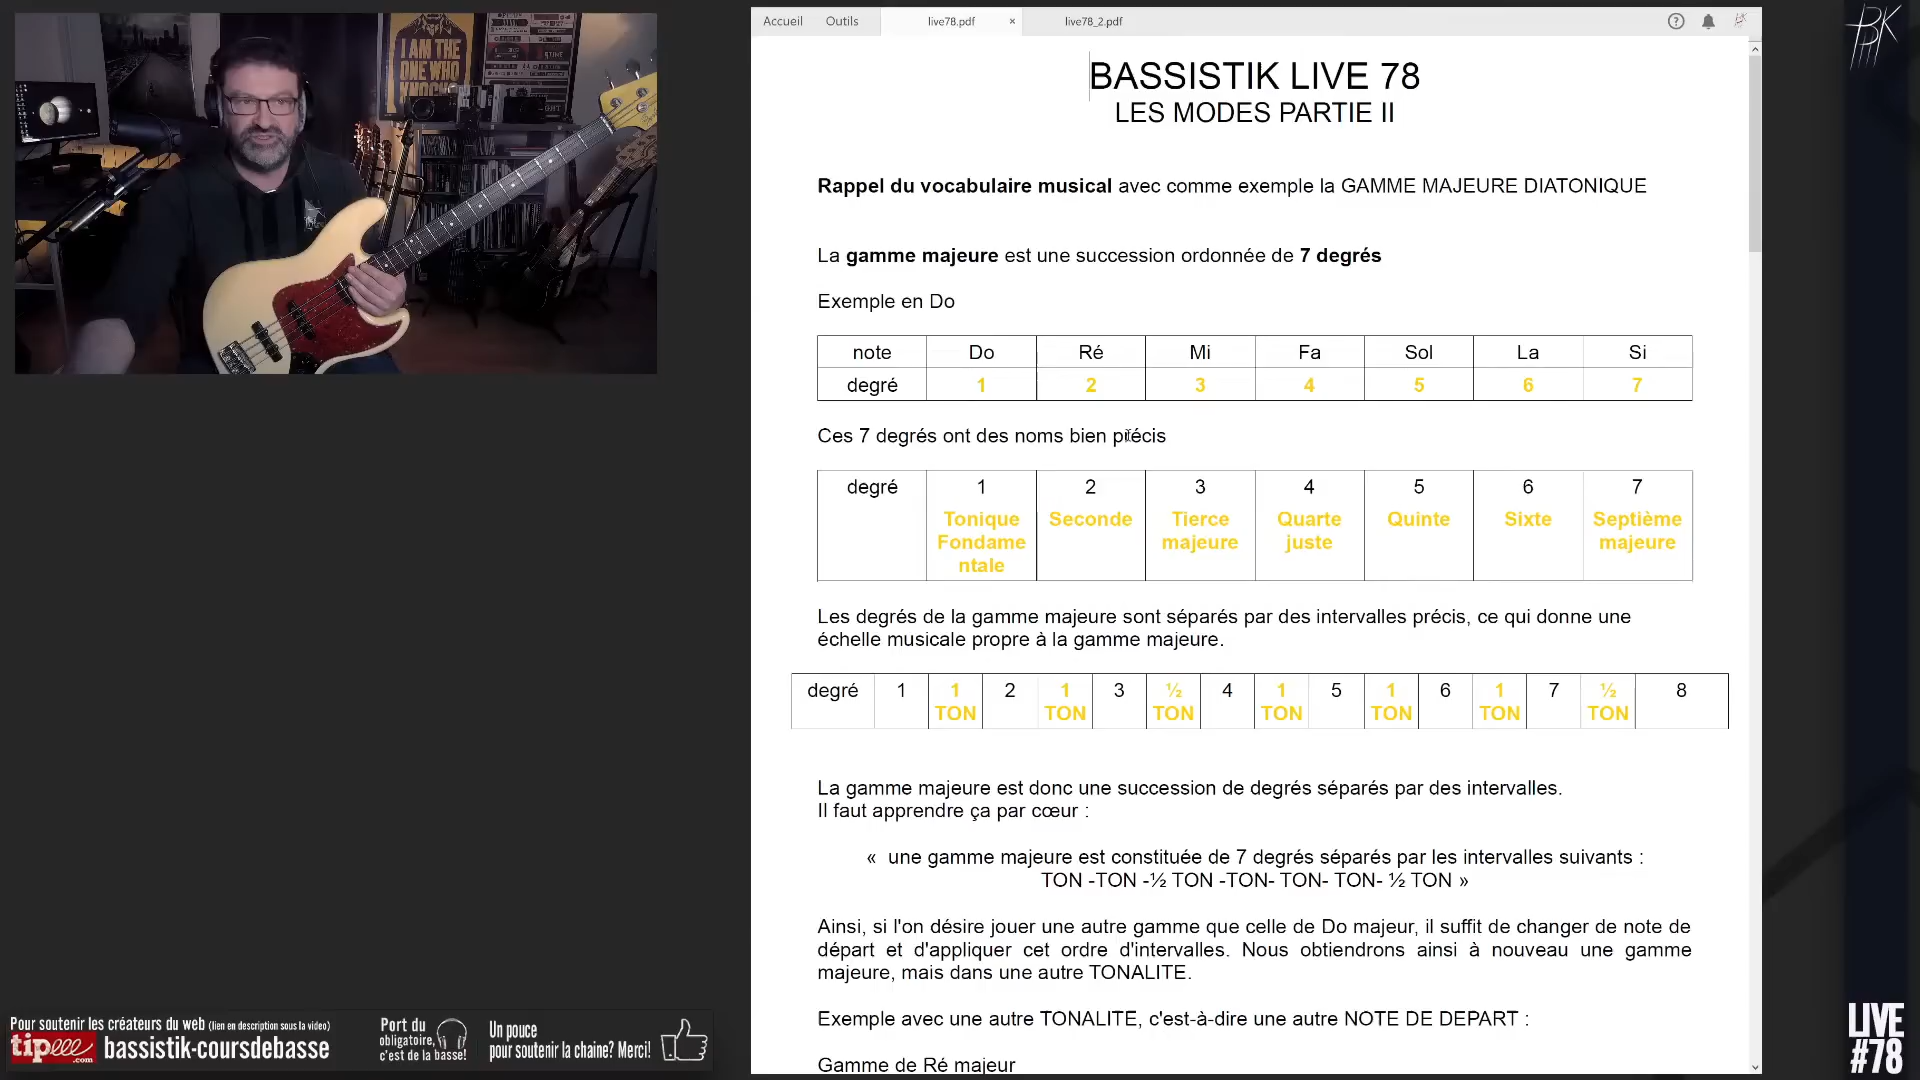 Accueil Outils live78.pdf × live78_2.pdf
I AM THE
ONE WHO
KNOCKS
BASSISTIK LIVE 78
LES MODES PARTIE II
Rappel du vocabulaire musical avec comme exemple la GAMME MAJEURE DIATONIQUE
La gamme majeure est une succession ordonnée de 7 degrés
Exemple en Do
note Do Ré Mi Fa Sol La Si
degré 1 2 3 4 5 6 7
Ces 7 degrés ont des noms bien précis
degré 1 2 3 4 5 6 7
Tonique Seconde Tierce Quarte Quinte Sixte Septième
Fondame majeure juste majeure
ntale
Les degrés de la gamme majeure sont séparés par des intervalles précis, ce qui donne une
échelle musicale propre à la gamme majeure.
degré 1 1 2 1 3 ½ 4 1 5 1 6 1 7 ½ 8
TON TON TON TON TON TON TON
La gamme majeure est donc une succession de degrés séparés par des intervalles.
Il faut apprendre ça par cœur :
« une gamme majeure est constituée de 7 degrés séparés par les intervalles suivants :
TON -TON -½ TON -TON- TON- TON- ½ TON »
Ainsi, si l'on désire jouer une autre gamme que celle de Do majeur, il suffit de changer de note de
départ et d'appliquer cet ordre d'intervalles. Nous obtiendrons ainsi à nouveau une gamme
majeure, mais dans une autre TONALITE.
Exemple avec une autre TONALITE, c'est-à-dire une autre NOTE DE DEPART :
Gamme de Ré majeur
Pour soutenir les créateurs du web (lien en description sous la video)
tipeee.com bassistik-coursdebasse
Port du
obligatoire,
c'est de la basse!
Un pouce
pour soutenir la chaine? Merci!
LIVE
#78